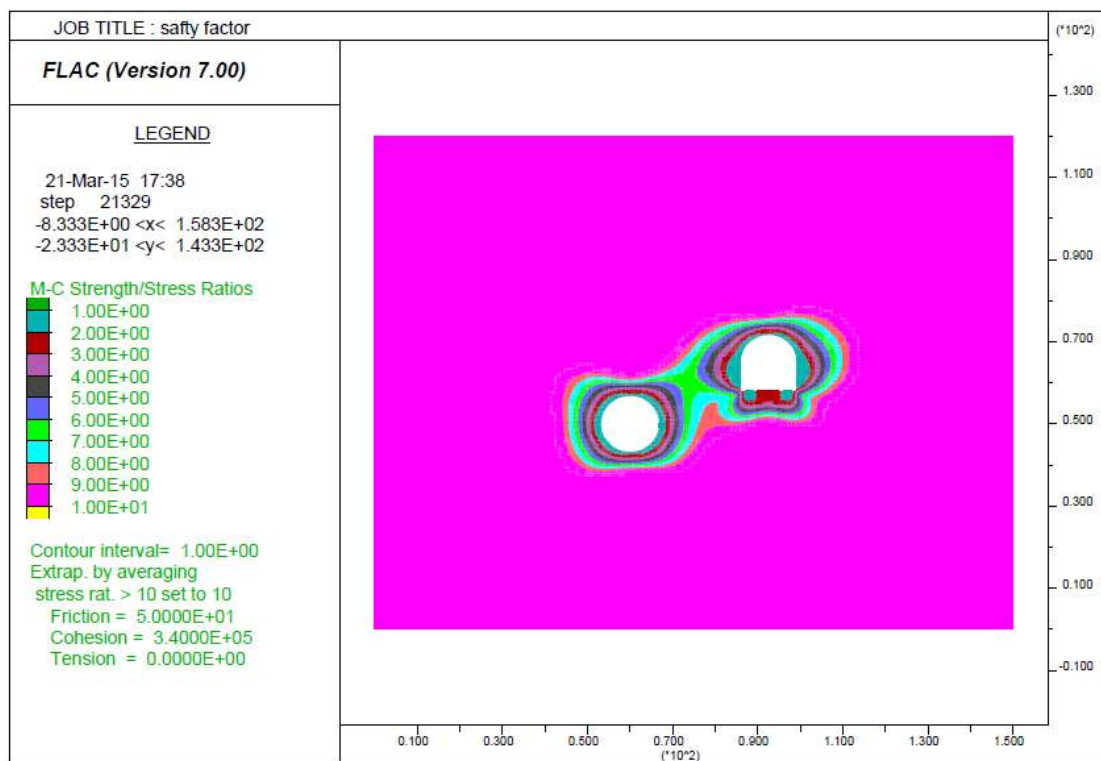 JOB TITLE : safty factor
FLAC (Version 7.00)
LEGEND
21-Mar-15 17:38
step 21329
-8.333E+00 <x< 1.583E+02
-2.333E+01 <y< 1.433E+02
M-C Strength/Stress Ratios
1.00E+00
2.00E+00
3.00E+00
4.00E+00
5.00E+00
6.00E+00
7.00E+00
8.00E+00
9.00E+00
1.00E+01
Contour interval= 1.00E+00
Extrap. by averaging
stress rat. > 10 set to 10
Friction = 5.0000E+01
Cohesion = 3.4000E+05
Tension = 0.0000E+00
(*10^2)
1.300
1.100
0.900
0.700
0.500
0.300
0.100
-0.100
0.100 0.300 0.500 0.700 0.900 1.100 1.300 1.500
(*10^2)